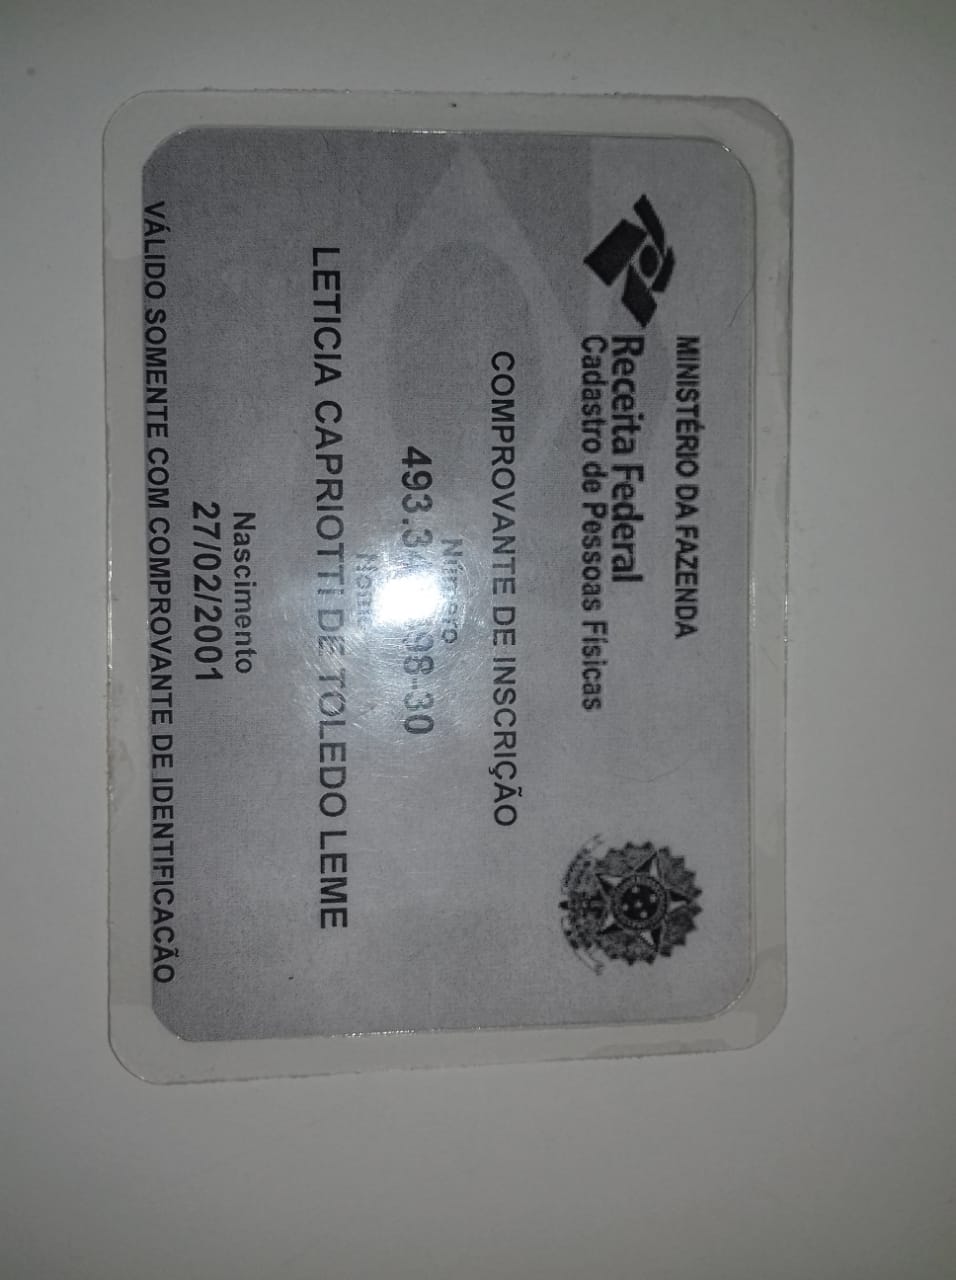 MINISTÉRIO DA FAZENDA
Receita Federal
Cadastro de Pessoas Físicas
COMPROVANTE DE INSCRIÇÃO
Número
Nome
LETICIA CAPRIOTTI DE TOLEDO LEME
Nascimento
27/02/2001
VÁLIDO SOMENTE COM COMPROVANTE DE IDENTIFICAÇÃO